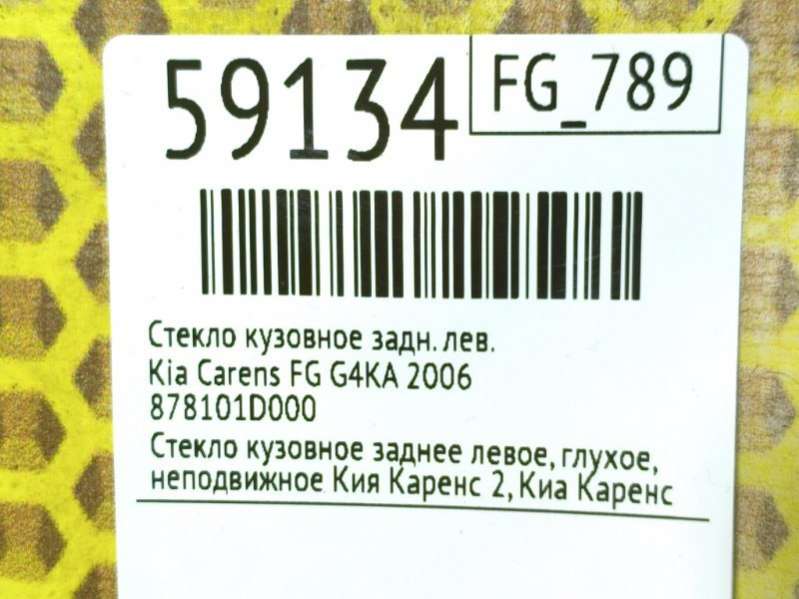 59134
FG_789
Стекло кузовное задн. лев.
Kia Carens FG G4KA 2006
878101D000
Стекло кузовное заднее левое, глухое,
неподвижное Кия Каренс 2, Киа Каренс